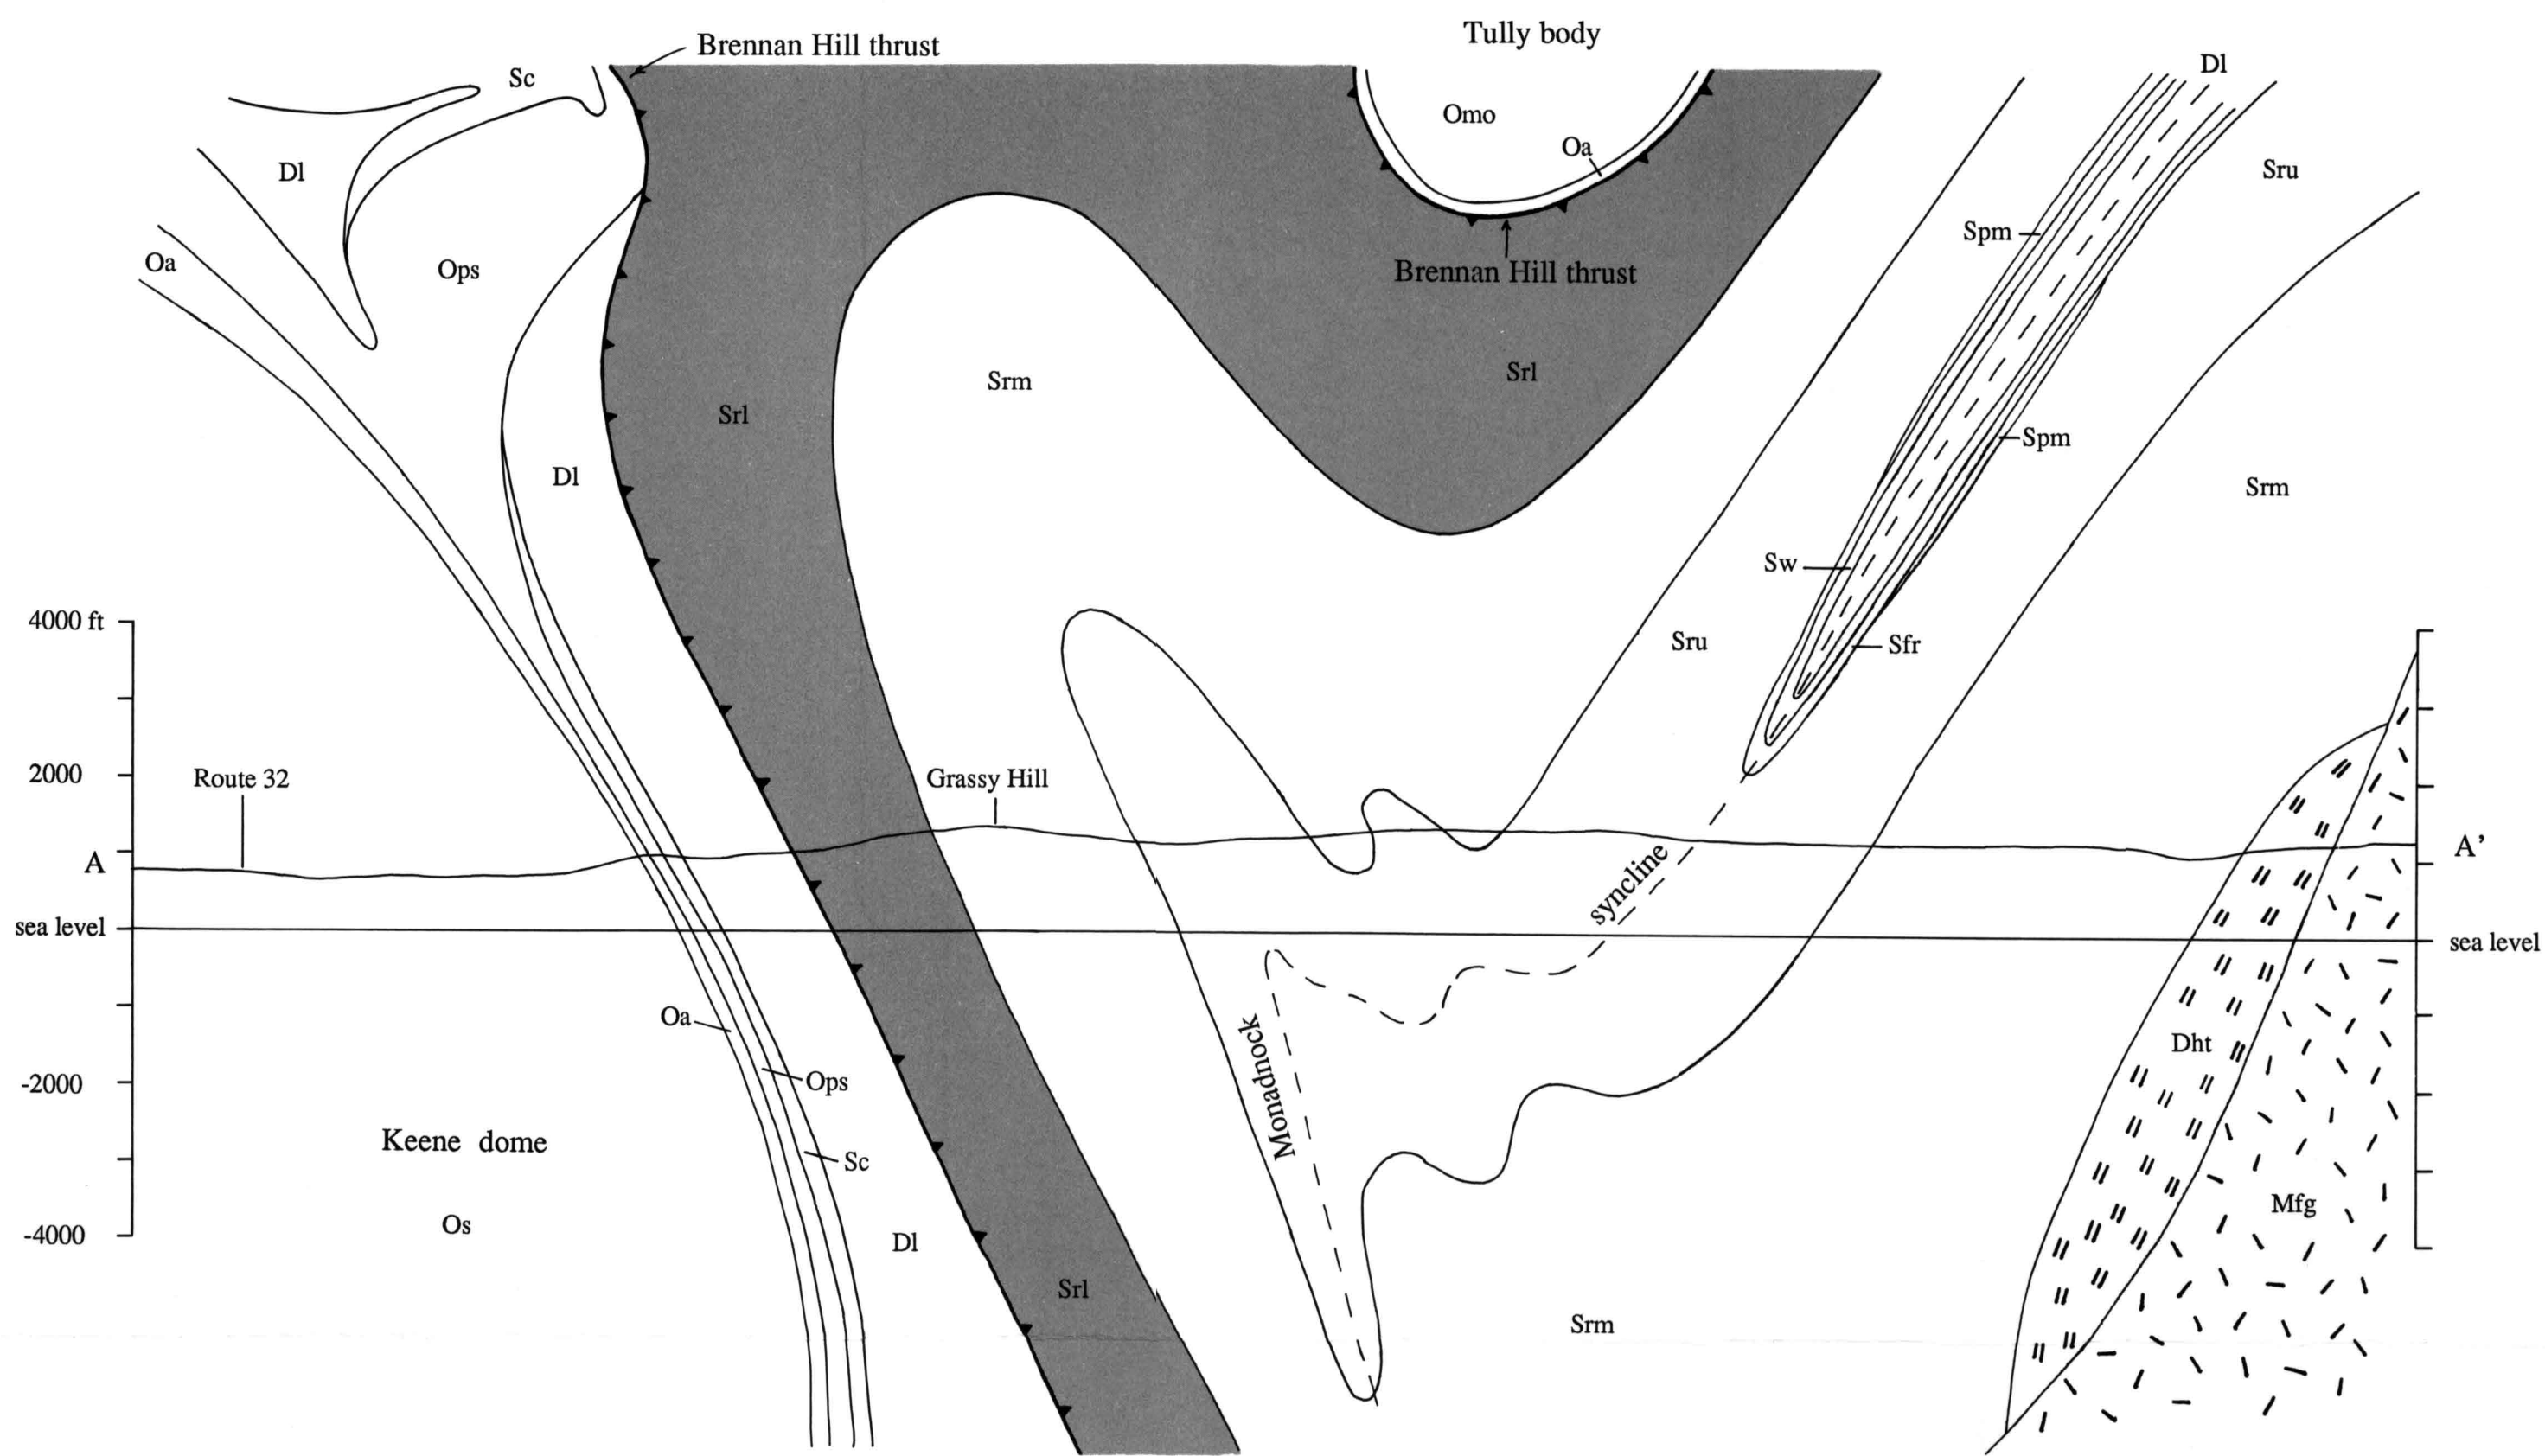 Tully body
Brennan Hill thrust
Dl
Sc
Omo
Oa
Dl
Sru
Spm
Oa
Ops
Brennan Hill thrust
Srm
Srl
Srl
Spm
Dl
Srm
Sw
4000 ft
Sru
Sfr
2000
Route 32
Grassy Hill
A
A'
syncline
sea level
sea level
Oa
Monadnock
Dht
-2000
Ops
Keene dome
Sc
Mfg
Os
-4000
Dl
Srl
Srm